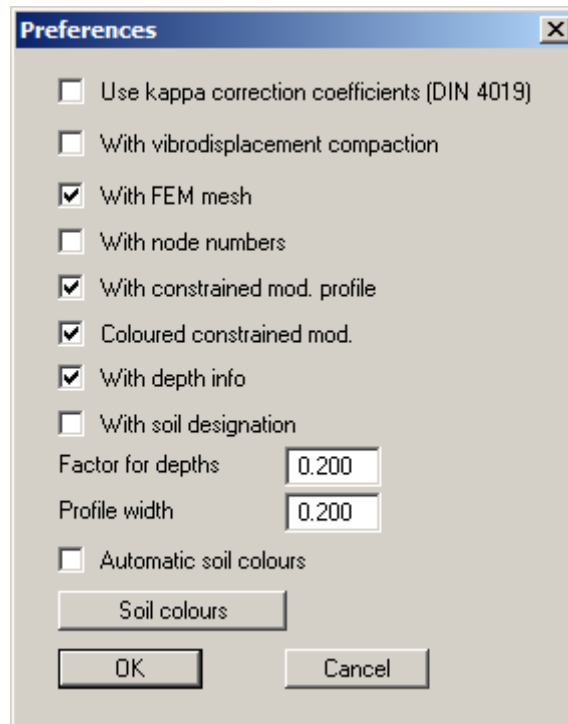 Preferences
Use kappa correction coefficients (DIN 4019)
With vibrodisplacement compaction
With FEM mesh
With node numbers
With constrained mod. profile
Coloured constrained mod.
With depth info
With soil designation
Factor for depths 0.200
Profile width 0.200
Automatic soil colours
Soil colours
OK Cancel